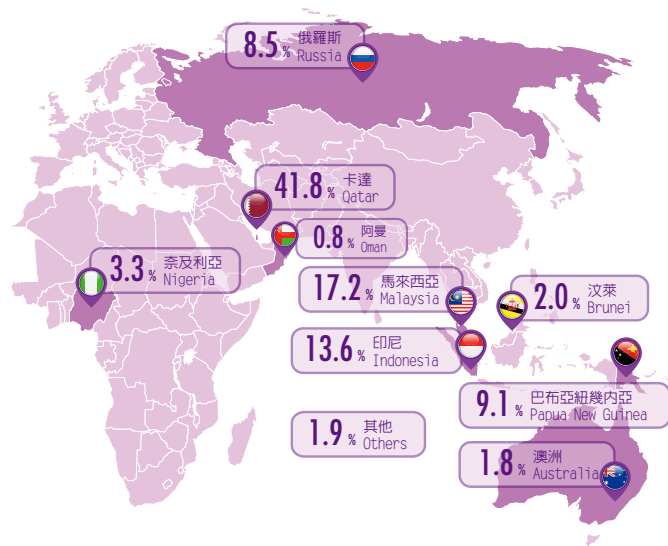 8.5% 俄羅斯
Russia
41.8% 卡達
Qatar
0.8% 阿曼
Oman
3.3% 奈及利亞
Nigeria
17.2% 馬來西亞
Malaysia
2.0% 汶萊
Brunei
13.6% 印尼
Indonesia
9.1% 巴布亞紐幾內亞
Papua New Guinea
1.9% 其他
Others
1.8% 澳洲
Australia